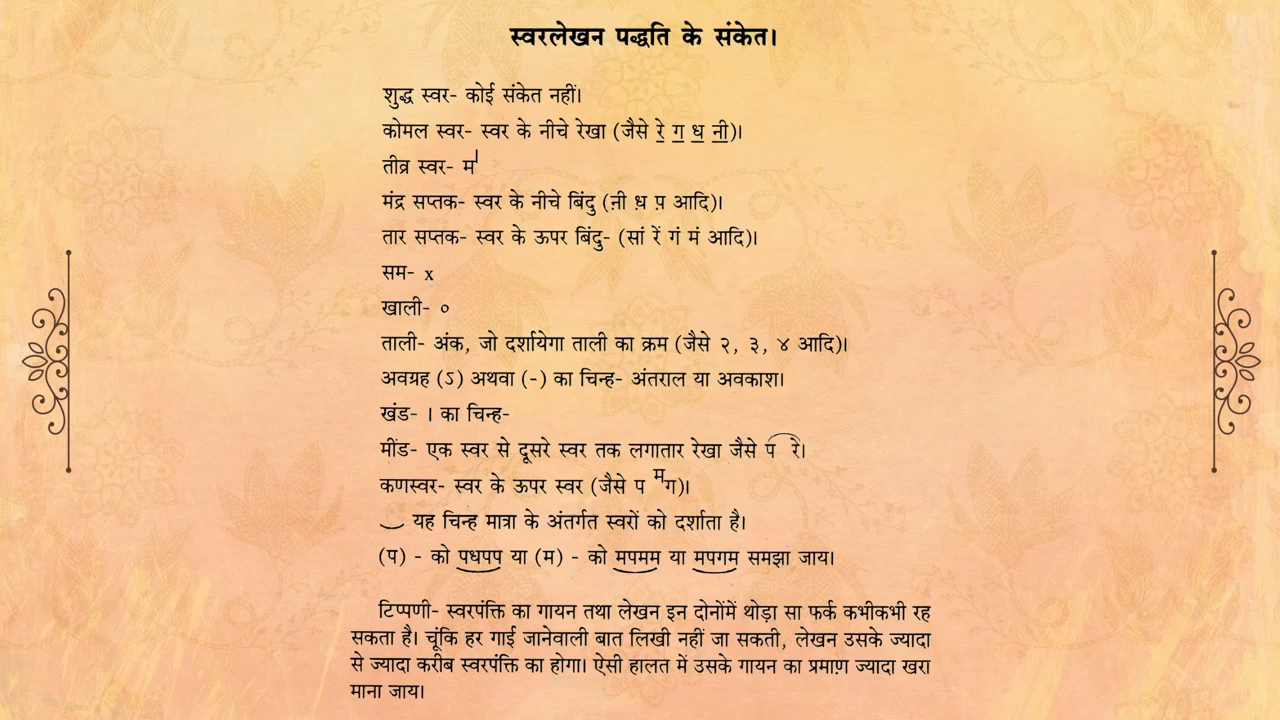 स्वरलेखन पद्धति के संकेत।
शुद्ध स्वर- कोई संकेत नहीं।
कोमल स्वर- स्वर के नीचे रेखा (जैसे रे॒ ग॒ ध॒ नी॒)।
तीव्र स्वर- म॑
मंद्र सप्तक- स्वर के नीचे बिंदु (ऩी ध़ प़ आदि)।
तार सप्तक- स्वर के ऊपर बिंदु- (सां रें गं मं आदि)।
सम- x
खाली- ०
ताली- अंक, जो दर्शायेगा ताली का क्रम (जैसे २, ३, ४ आदि)।
अवग्रह (ऽ) अथवा (-) का चिन्ह- अंतराल या अवकाश।
खंड- । का चिन्ह-
मींड- एक स्वर से दूसरे स्वर तक लगातार रेखा जैसे प रे।
कणस्वर- स्वर के ऊपर स्वर (जैसे प मग)।
‿ यह चिन्ह मात्रा के अंतर्गत स्वरों को दर्शाता है।
(प) - को पधपप या (म) - को मपमम या मपगम समझा जाय।
टिप्पणी- स्वरपंक्ति का गायन तथा लेखन इन दोनोंमें थोड़ा सा फर्क कभीकभी रह
सकता है। चूंकि हर गाई जानेवाली बात लिखी नहीं जा सकती, लेखन उसके ज्यादा
से ज्यादा करीब स्वरपंक्ति का होगा। ऐसी हालत में उसके गायन का प्रमाण़ ज्यादा खरा
माना जाय।